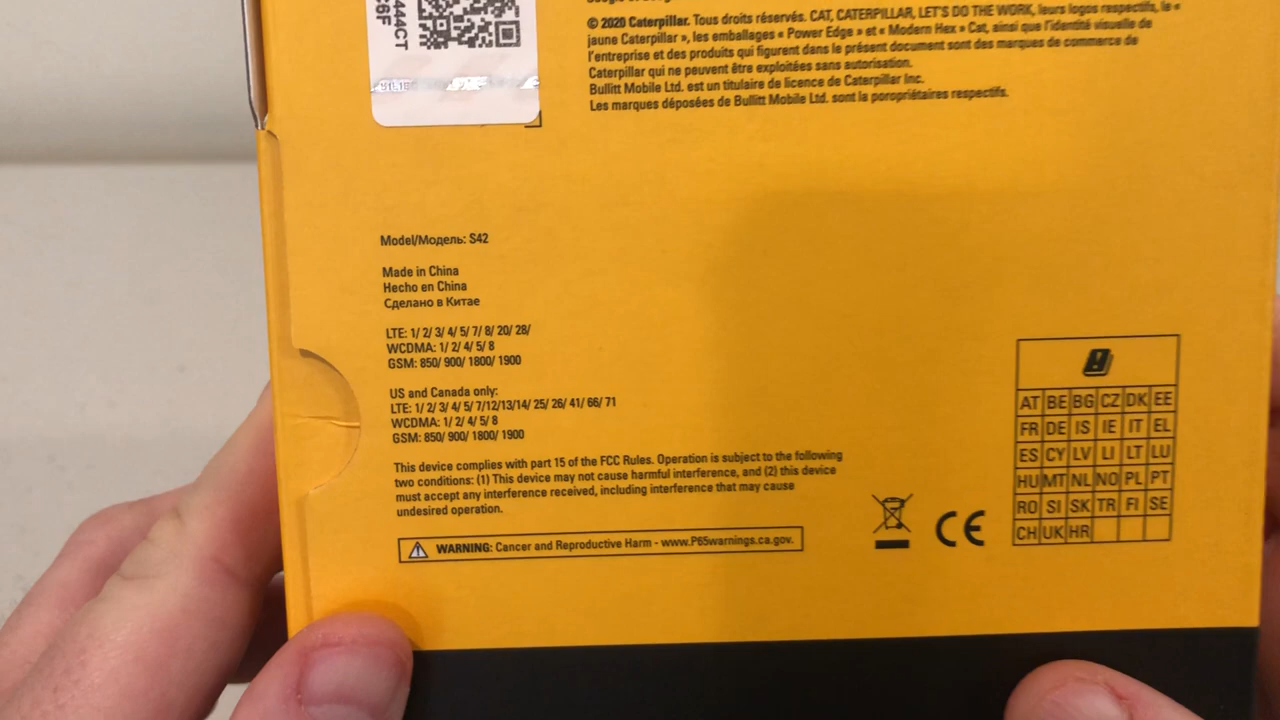 4444CT
C6F
© 2020 Caterpillar. Tous droits réservés. CAT, CATERPILLAR, LET'S DO THE WORK, leurs logos respectifs, le «
jaune Caterpillar », les emballages « Power Edge » et « Modern Hex » Cat, ainsi que l'identité visuelle de
l'entreprise et des produits qui figurent dans le présent document sont des marques de commerce de
Caterpillar qui ne peuvent être exploitées sans autorisation.
Bullitt Mobile Ltd. est un titulaire de licence de Caterpillar Inc.
Les marques déposées de Bullitt Mobile Ltd. sont la poropriétaires respectifs.
Model/Модель: S42
Made in China
Hecho en China
Сделано в Китае
LTE: 1/ 2/ 3/ 4/ 5/ 7/ 8/ 20/ 28/
WCDMA: 1/ 2/ 4/ 5/ 8
GSM: 850/ 900/ 1800/ 1900
US and Canada only:
LTE: 1/ 2/ 3/ 4/ 5/ 7/12/13/14/ 25/ 26/ 41/ 66/ 71
WCDMA: 1/ 2/ 4/ 5/ 8
GSM: 850/ 900/ 1800/ 1900
This device complies with part 15 of the FCC Rules. Operation is subject to the following
two conditions: (1) This device may not cause harmful interference, and (2) this device
must accept any interference received, including interference that may cause
undesired operation.
WARNING: Cancer and Reproductive Harm - www.P65warnings.ca.gov.
CE
AT BE BG CZ DK EE
FR DE IS IE IT EL
ES CY LV LI LT LU
HU MT NL NO PL PT
RO SI SK TR FI SE
CH UK HR